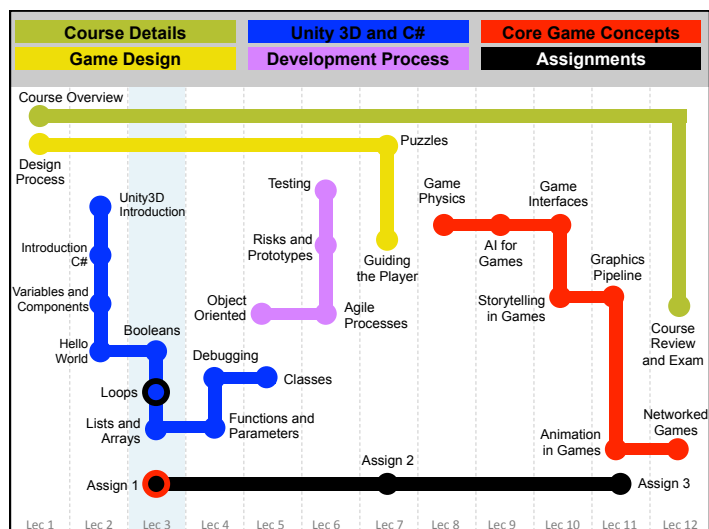 Course Details
Unity 3D and C#
Core Game Concepts
Game Design
Development Process
Assignments
Course Overview
Puzzles
Design
Process
Testing
Game
Physics
Game
Interfaces
Unity3D
Introduction
Risks and
Prototypes
AI for
Games
Introduction
C#
Guiding
the Player
Graphics
Pipeline
Variables and
Components
Object
Oriented
Agile
Processes
Storytelling
in Games
Booleans
Hello
World
Debugging
Course
Review
and Exam
Loops
Classes
Lists and
Arrays
Functions and
Parameters
Animation
in Games
Networked
Games
Assign 1
Assign 2
Assign 3
Lec 1 Lec 2 Lec 3 Lec 4 Lec 5 Lec 6 Lec 7 Lec 8 Lec 9 Lec 10 Lec 11 Lec 12